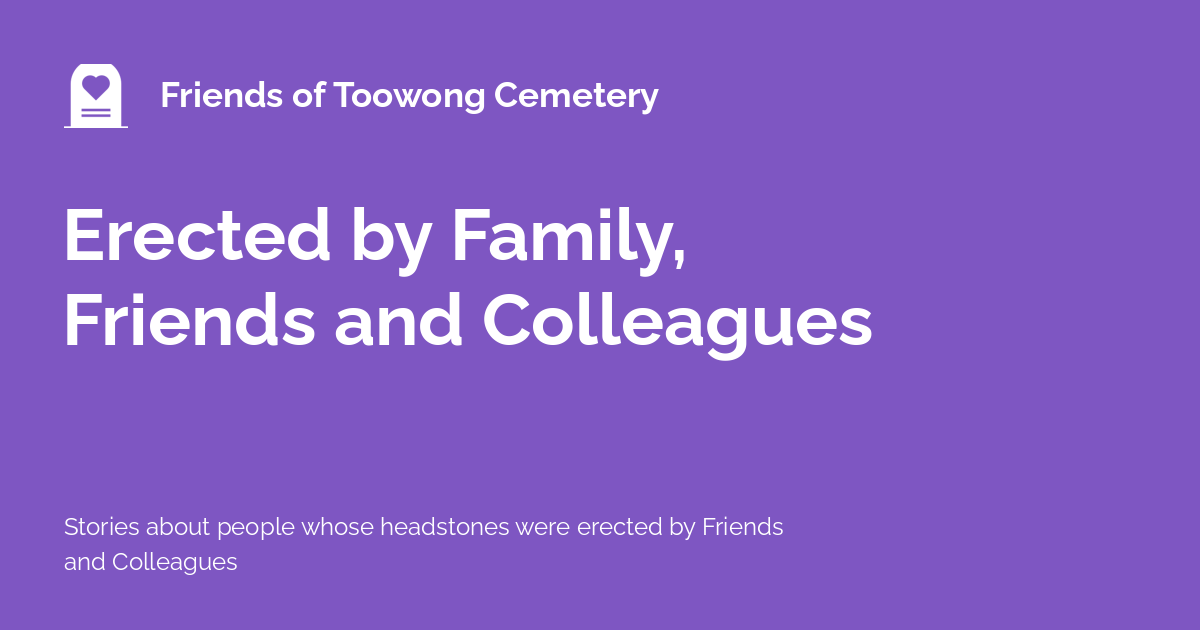 Friends of Toowong Cemetery
Erected by Family,
Friends and Colleagues
Stories about people whose headstones were erected by Friends
and Colleagues